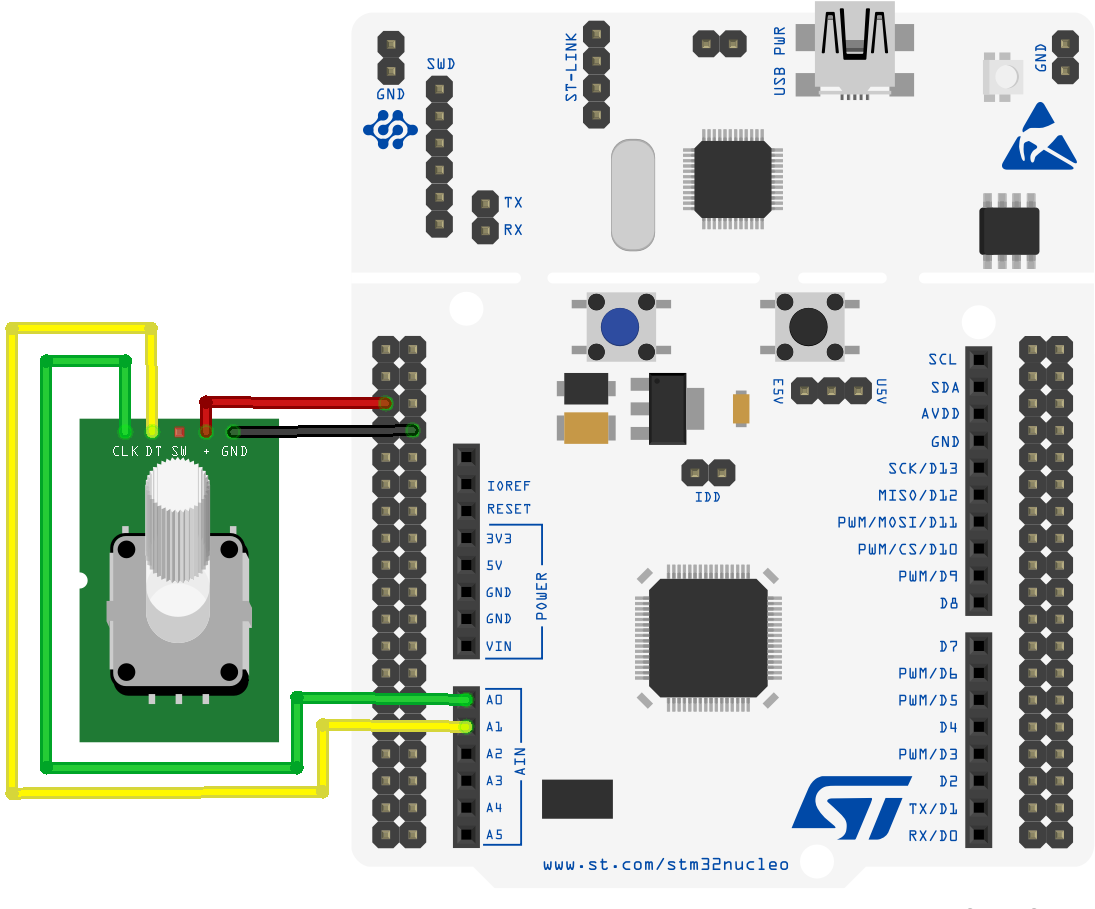 GND
SWD
TX
RX
ST-LINK
USB PWR
GND
E5V
U5V
IDD
CLK DT SW + GND
IOREF
RESET
3V3
5V
GND
GND
VIN
POWER
A0
A1
A2
A3
A4
A5
AIN
SCL
SDA
AVDD
GND
SCK/D13
MISO/D12
PWM/MOSI/D11
PWM/CS/D10
PWM/D9
D8
D7
PWM/D6
PWM/D5
D4
PWM/D3
D2
TX/D1
RX/D0
ST
www.st.com/stm32nucleo